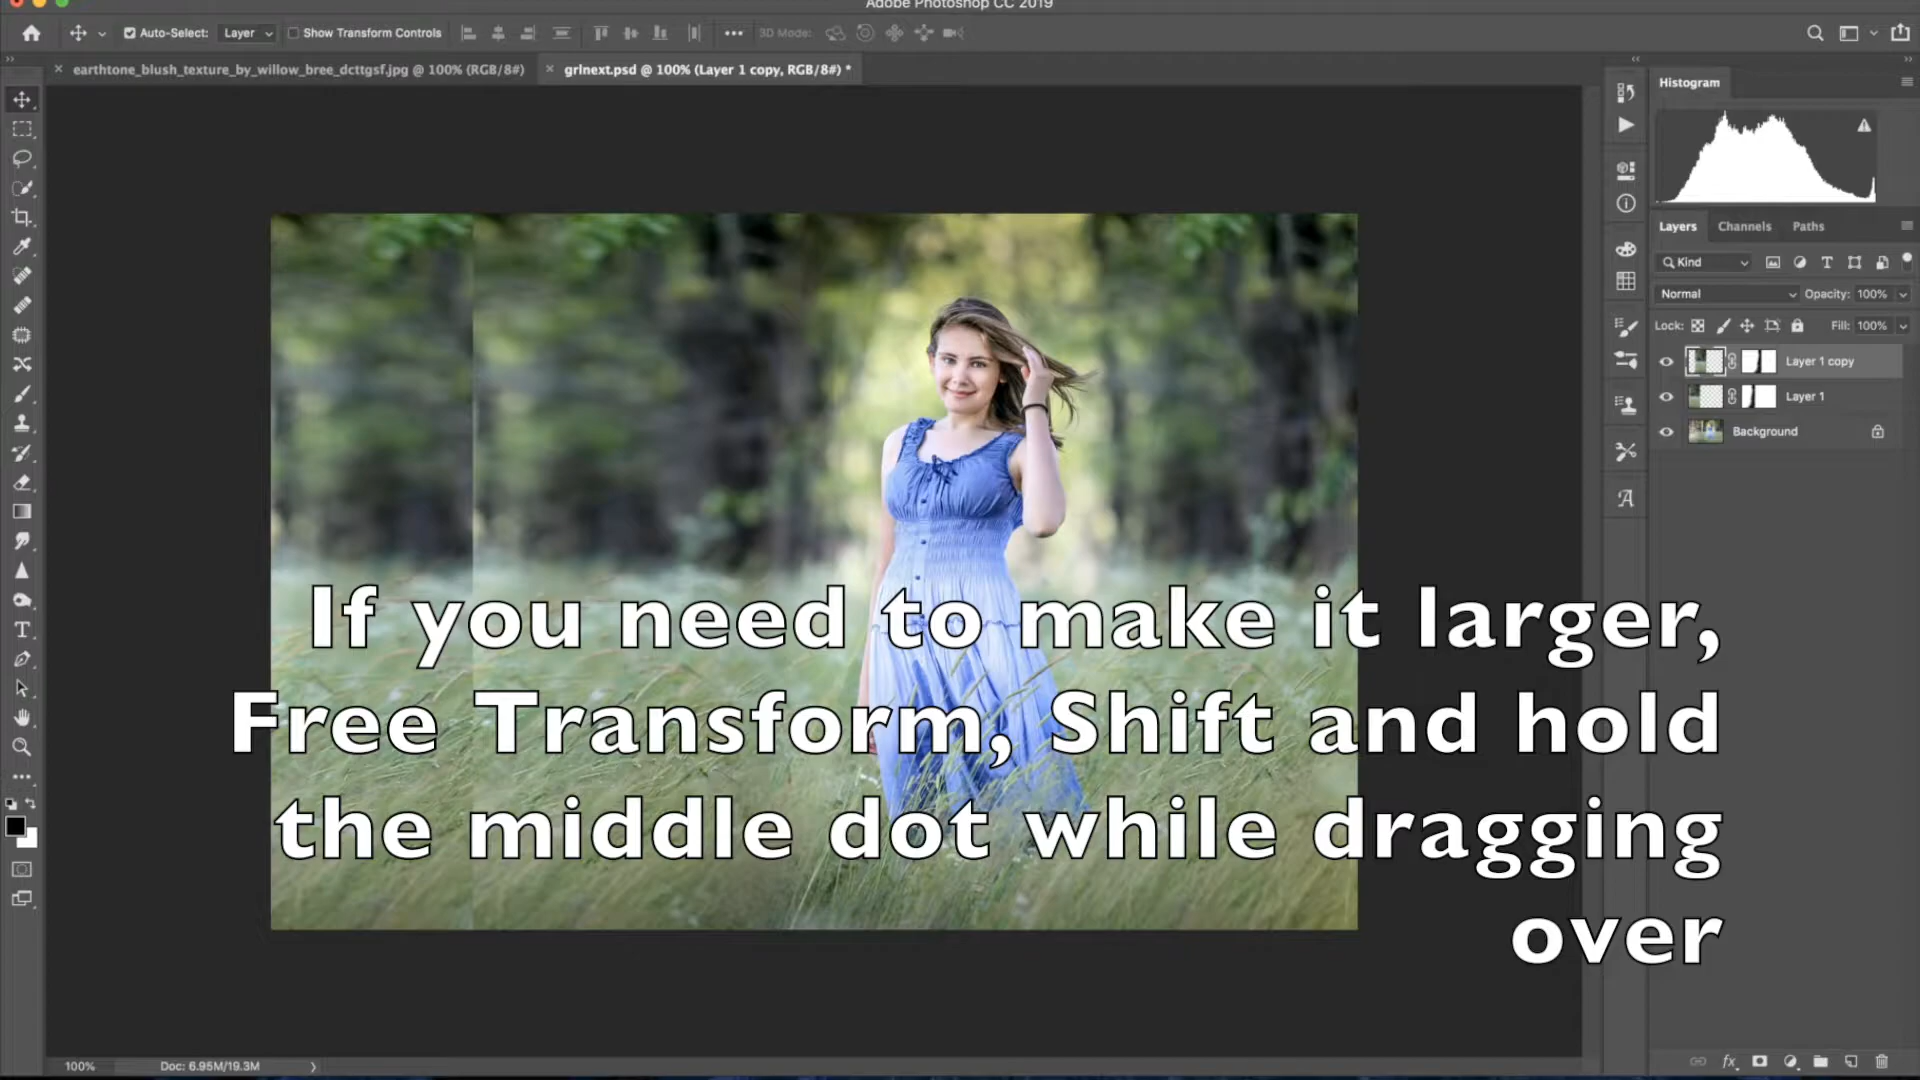 Adobe Photoshop CC 2019
Auto-Select: Layer Show Transform Controls 3D Mode:
earthtone_blush_texture_by_willow_bree_dcttgsf.jpg @ 100% (RGB/8#) grlnext.psd @ 100% (Layer 1 copy, RGB/8#) *
Histogram
Layers Channels Paths
Kind
Normal Opacity: 100%
Lock: Fill: 100%
Layer 1 copy
Layer 1
Background
If you need to make it larger,
Free Transform, Shift and hold
the middle dot while dragging
over
100% Doc: 6.95M/19.3M